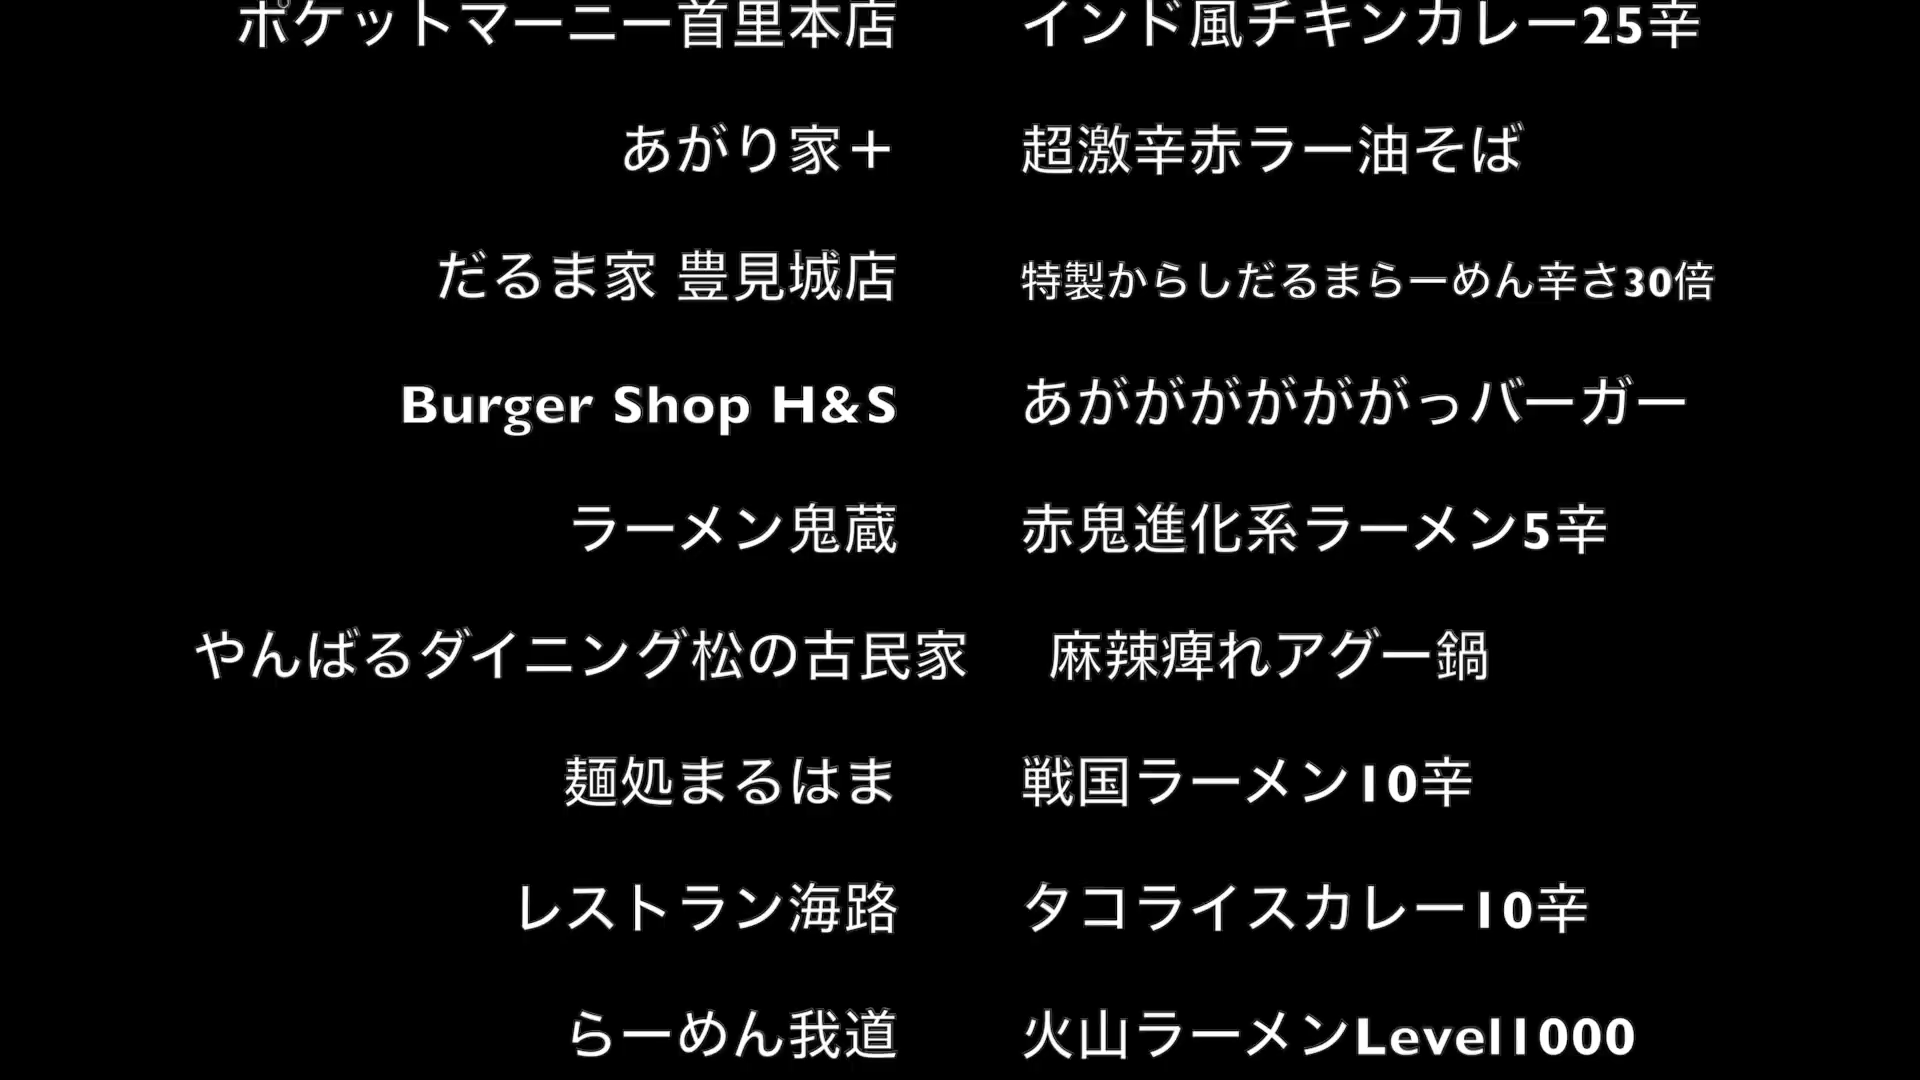 ポケットマーニー首里本店 インド風チキンカレー25辛
あがり家＋ 超激辛赤ラー油そば
だるま家 豊見城店 特製からしだるまらーめん辛さ30倍
Burger Shop H&S あがががががががっバーガー
ラーメン鬼蔵 赤鬼進化系ラーメン5辛
やんばるダイニング松の古民家 麻辣痺れアグー鍋
麺処まるはま 戦国ラーメン10辛
レストラン海路 タコライスカレー10辛
らーめん我道 火山ラーメンLevel1000